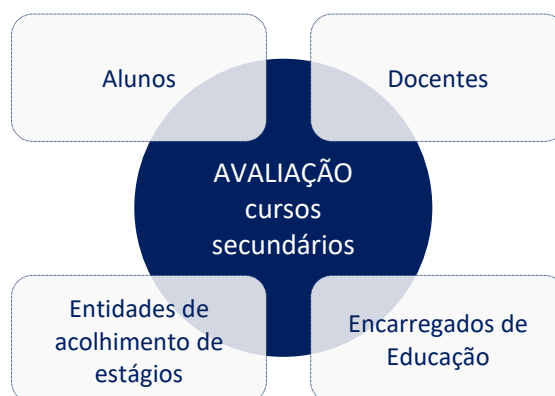 Alunos
Docentes
AVALIAÇÃO
cursos
secundários
Entidades de
acolhimento de
estágios
Encarregados de
Educação